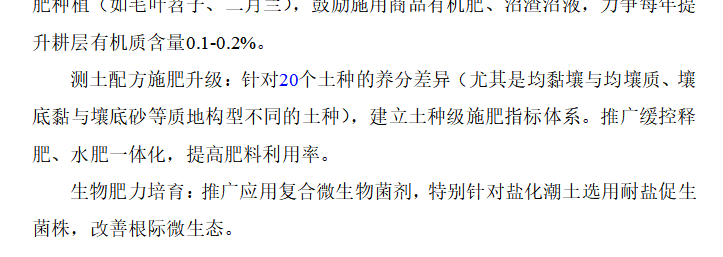 肥种植（如毛叶苕子、二月兰），鼓励施用商品有机肥、沼渣沼液，力争每年提
升耕层有机质含量0.1-0.2%。
测土配方施肥升级：针对20个土种的养分差异（尤其是均黏壤与均壤质、壤
底黏与壤底砂等质地构型不同的土种），建立土种级施肥指标体系。推广缓控释
肥、水肥一体化，提高肥料利用率。
生物肥力培育：推广应用复合微生物菌剂，特别针对盐化潮土选用耐盐促生
菌株，改善根际微生态。